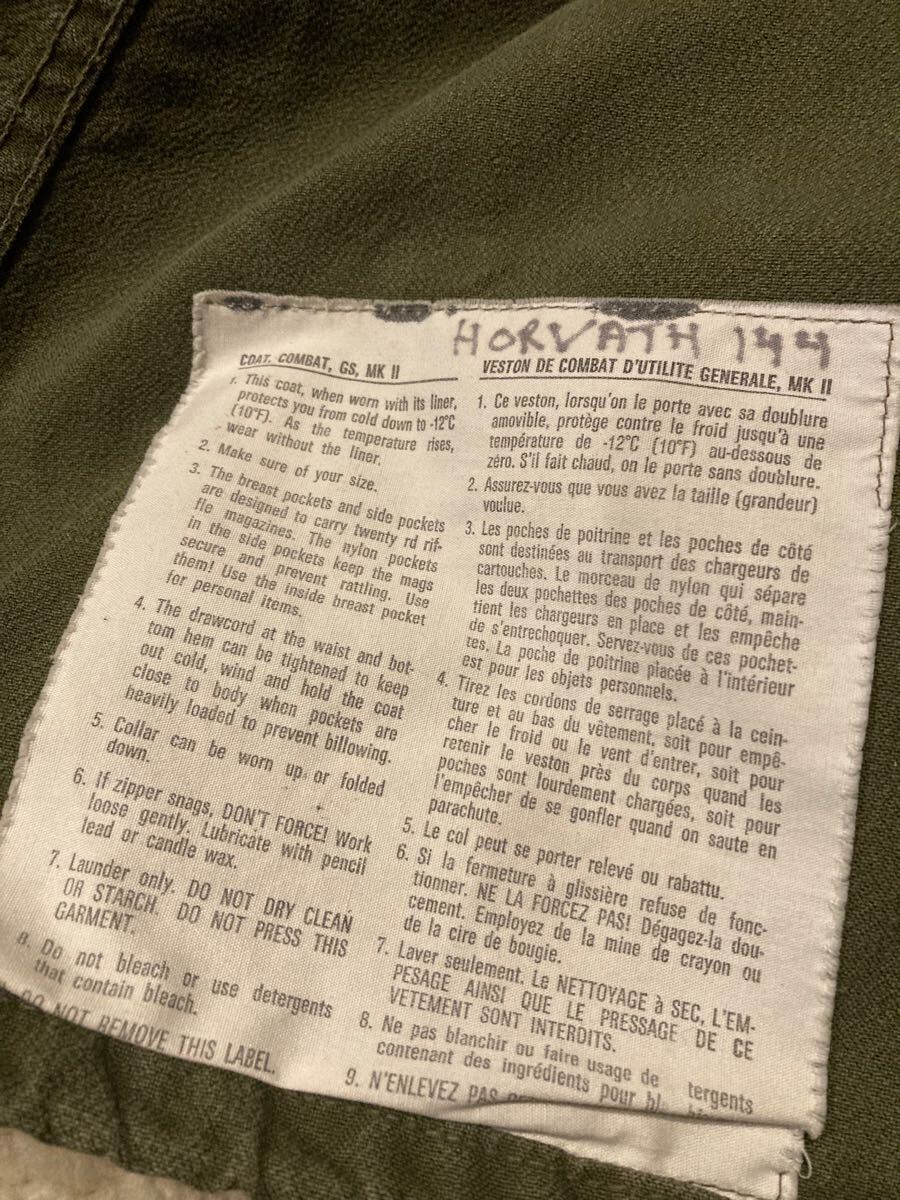 HORVATH 144
COAT, COMBAT, GS, MK II
1. This coat, when worn with its liner,
protects you from cold down to -12°C
(10°F). As the temperature rises,
wear without the liner.
2. Make sure of your size.
3. The breast pockets and side pockets
are designed to carry twenty rd rif-
fle magazines. The nylon pockets
in the side pockets keep the mags
secure and prevent rattling. Use
them! Use the inside breast pocket
for personal items.
4. The drawcord at the waist and bot-
tom hem can be tightened to keep
out cold, wind and hold the coat
close to body when pockets are
heavily loaded to prevent billowing.
5. Collar can be worn up or folded
down.
6. If zipper snags, DON'T FORCE! Work
loose gently. Lubricate with pencil
lead or candle wax.
7. Launder only. DO NOT DRY CLEAN
OR STARCH. DO NOT PRESS THIS
GARMENT.
8. Do not bleach or use detergents
that contain bleach.
DO NOT REMOVE THIS LABEL.
VESTON DE COMBAT D'UTILITE GENERALE, MK II
1. Ce veston, lorsqu'on le porte avec sa doublure
amovible, protège contre le froid jusqu'à une
température de -12°C (10°F) au-dessous de
zéro. S'il fait chaud, on le porte sans doublure.
2. Assurez-vous que vous avez la taille (grandeur)
voulue.
3. Les poches de poitrine et les poches de côté
sont destinées au transport des chargeurs de
cartouches. Le morceau de nylon qui sépare
les deux pochettes des poches de côté, main-
tient les chargeurs en place et les empêche
de s'entrechoquer. Servez-vous de ces pochet-
tes. La poche de poitrine placée à l'intérieur
est pour les objets personnels.
4. Tirez les cordons de serrage placé à la cein-
ture et au bas du vêtement, soit pour empê-
cher le froid ou le vent d'entrer, soit pour
retenir le veston près du corps quand les
poches sont lourdement chargées, soit pour
l'empêcher de se gonfler quand on saute en
parachute.
5. Le col peut se porter relevé ou rabattu.
6. Si la fermeture à glissière refuse de fonc-
tionner. NE LA FORCEZ PAS! Dégagez-la dou-
cement. Employez de la mine de crayon ou
de la cire de bougie.
7. Laver seulement. Le NETTOYAGE à SEC, L'EM-
PESAGE AINSI QUE LE PRESSAGE DE CE
VETEMENT SONT INTERDITS.
8. Ne pas blanchir ou faire usage de tergents
contenant des ingrédients pour bl
9. N'ENLEVEZ PAS